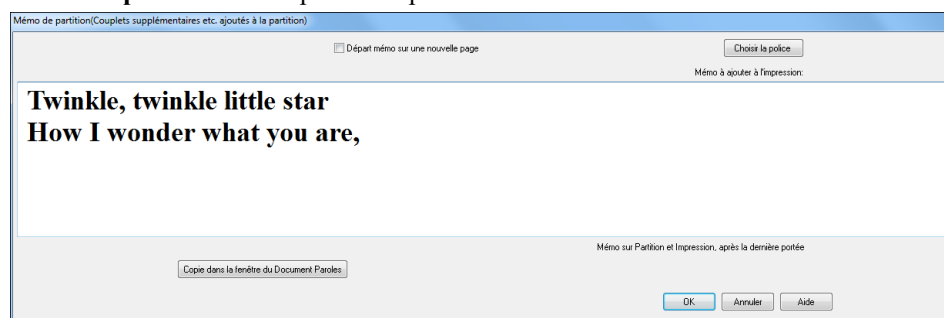 Mémo de partition(Couplets supplémentaires etc. ajoutés à la partition)
Départ mémo sur une nouvelle page
Choisir la police
Mémo à ajouter à l'impression:
Twinkle, twinkle little star
How I wonder what you are,
Mémo sur Partition et Impression, après la dernière portée
Copie dans la fenêtre du Document Paroles
OK Annuler Aide